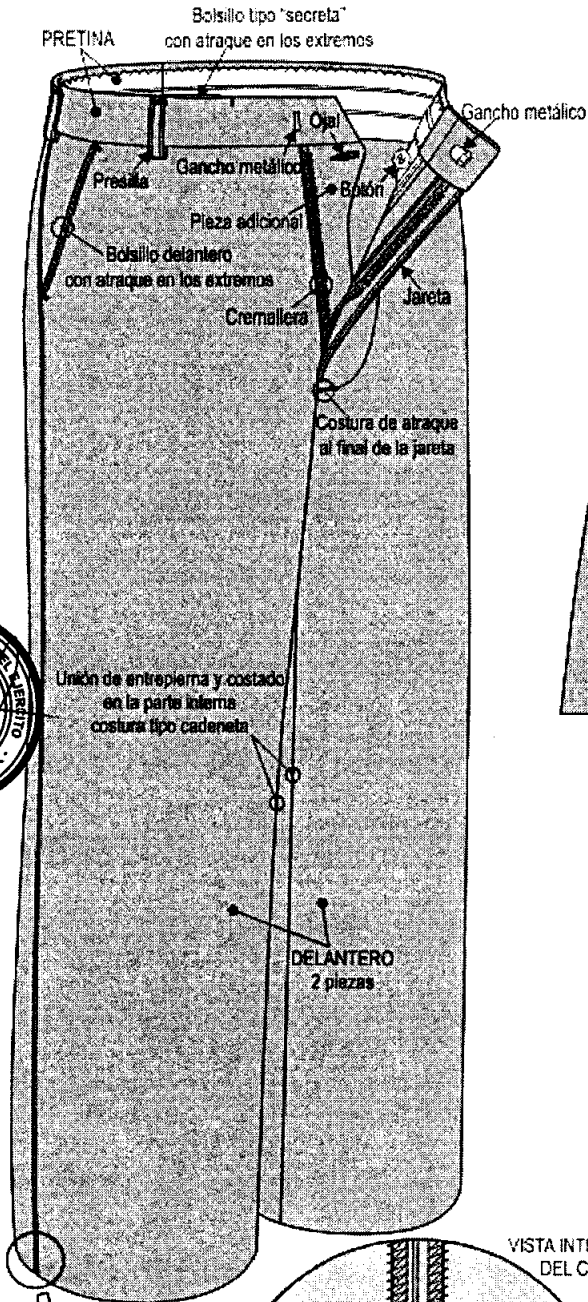 Bolsillo tipo "secreta"
con atraque en los extremos
PRETINA
Gancho metálico
Ojal
Gancho metálico
Presilla
Botón
Pieza adicional
Bolsillo delantero
con atraque en los extremos
Jareta
Cremallera
Costura de atraque
al final de la jareta
EL EJERCITO
Unión de entrepierna y costado
en la parte interna
costura tipo cadeneta
DELANTERO
2 piezas
VISTA
DEL